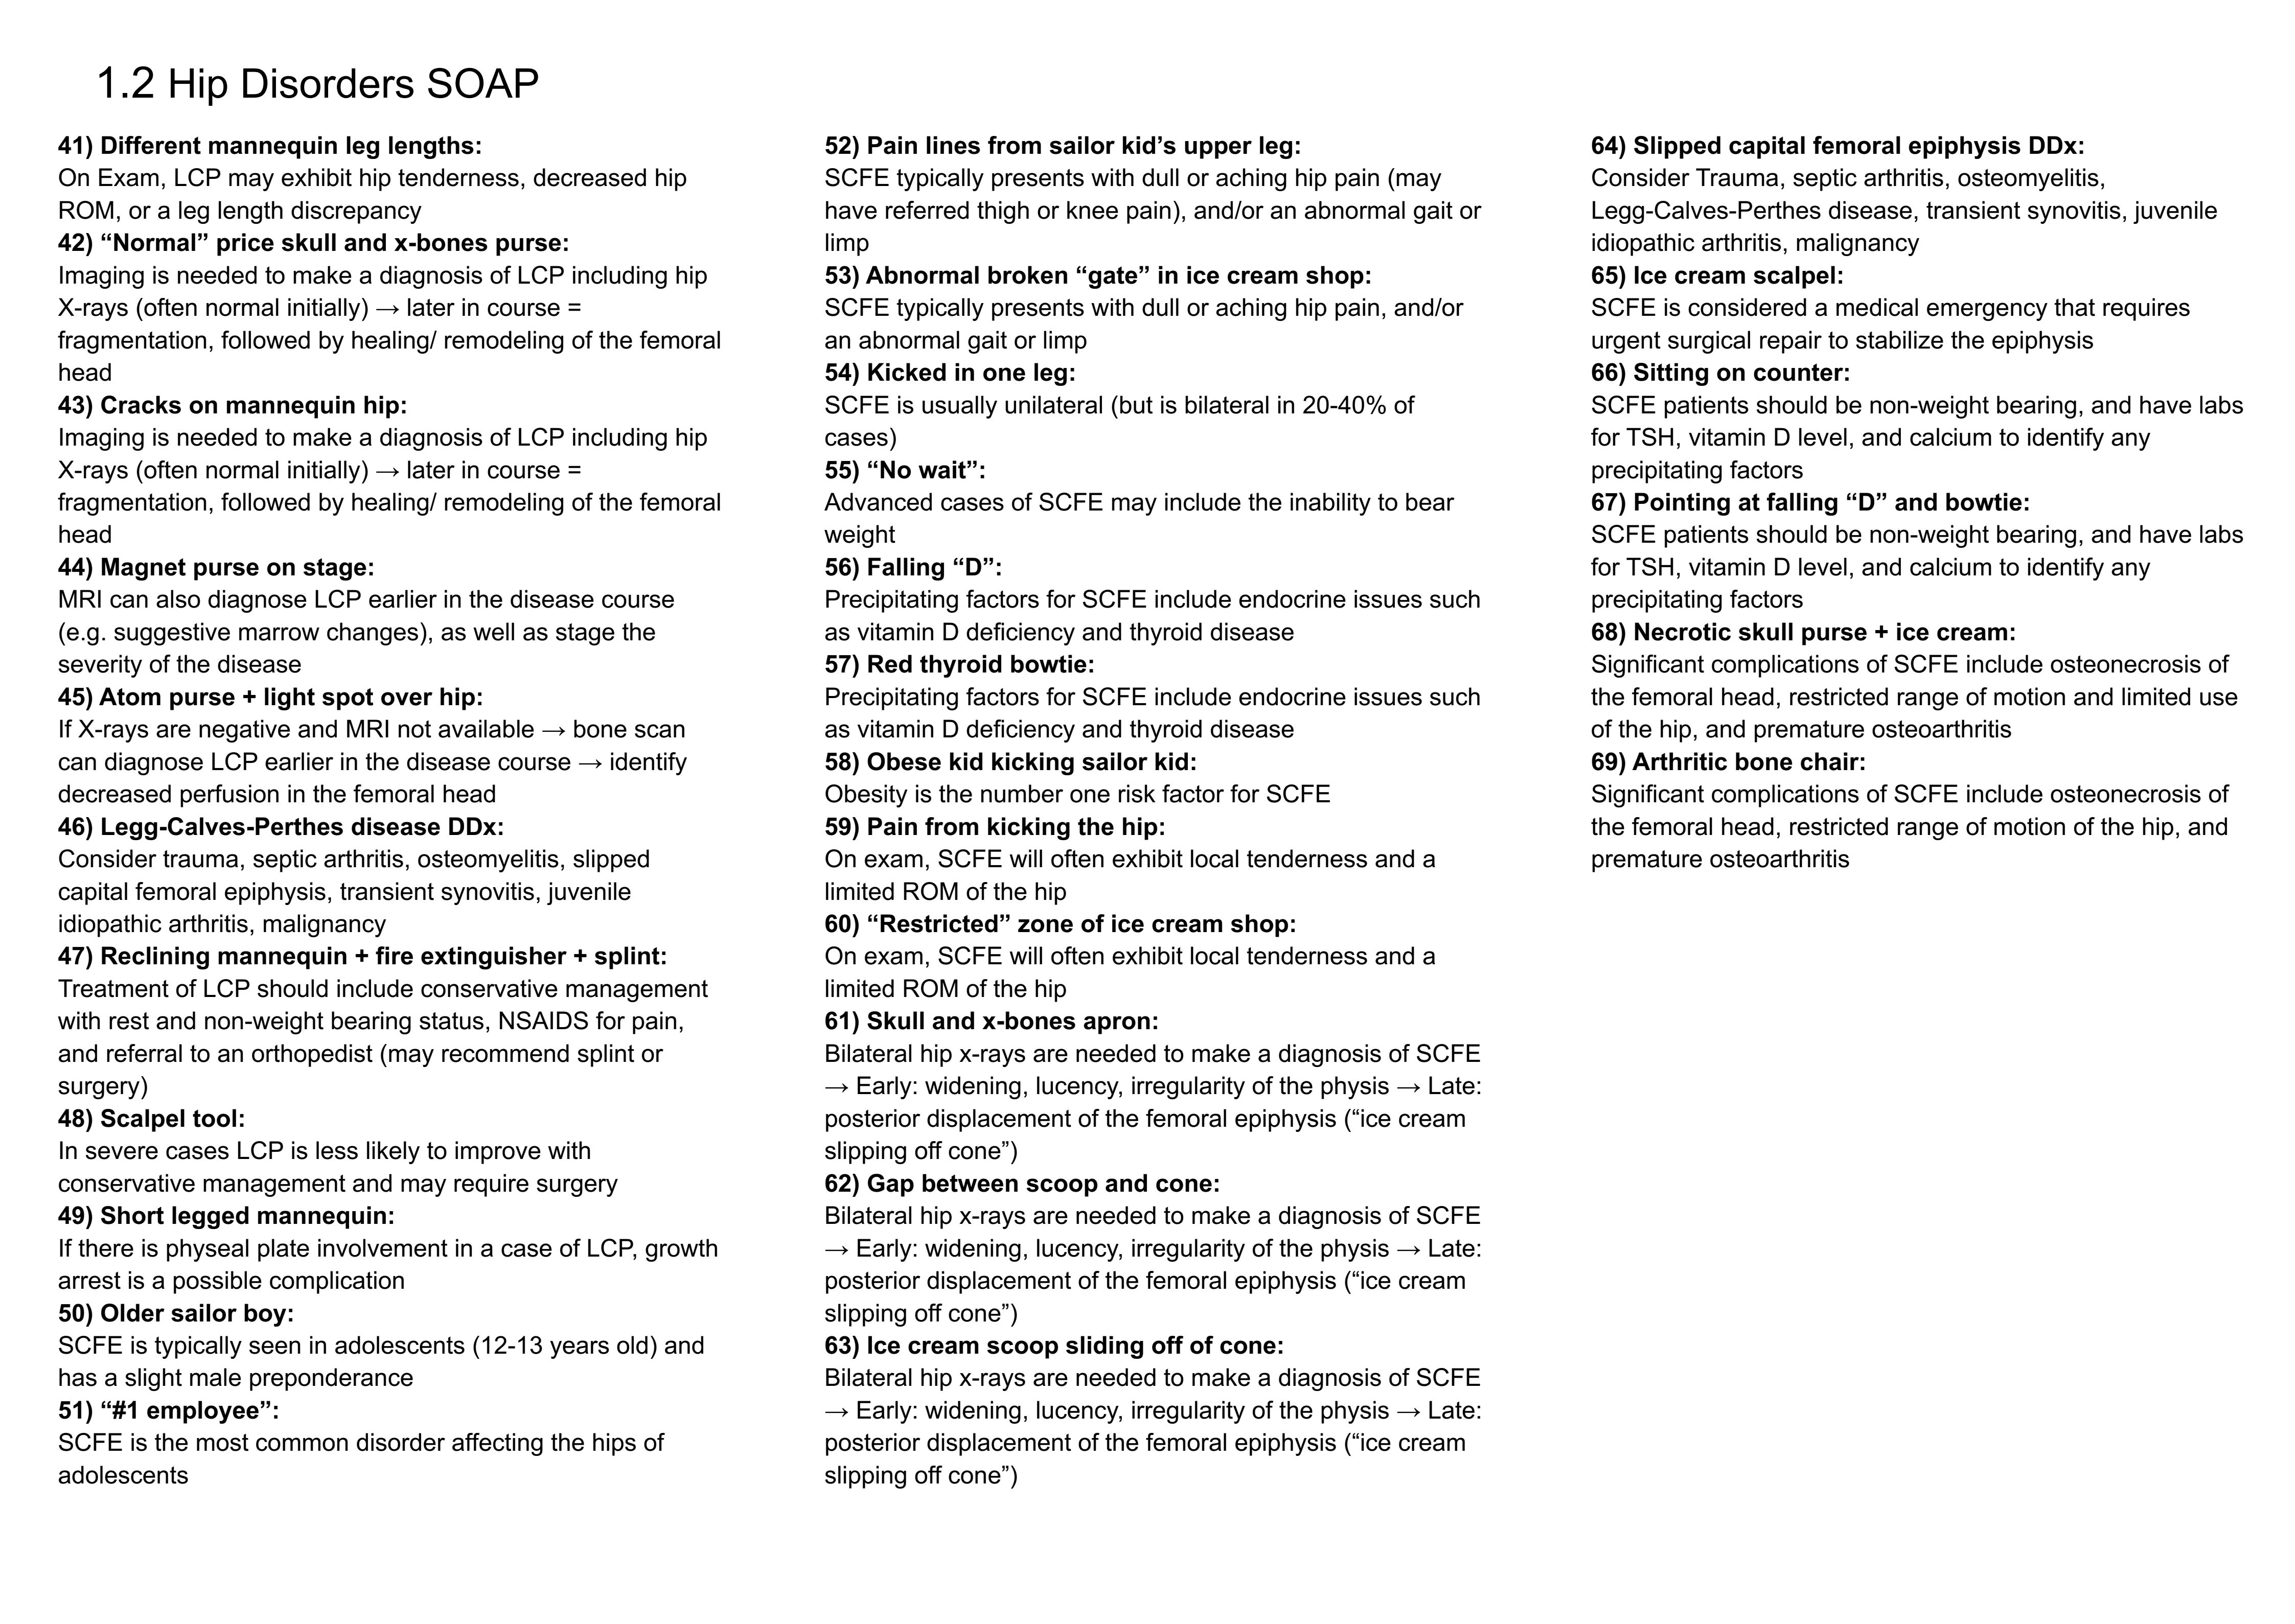 1.2 Hip Disorders SOAP
41) Different mannequin leg lengths:
On Exam, LCP may exhibit hip tenderness, decreased hip
ROM, or a leg length discrepancy
42) “Normal” price skull and x-bones purse:
Imaging is needed to make a diagnosis of LCP including hip
X-rays (often normal initially) → later in course =
fragmentation, followed by healing/ remodeling of the femoral
head
43) Cracks on mannequin hip:
Imaging is needed to make a diagnosis of LCP including hip
X-rays (often normal initially) → later in course =
fragmentation, followed by healing/ remodeling of the femoral
head
44) Magnet purse on stage:
MRI can also diagnose LCP earlier in the disease course
(e.g. suggestive marrow changes), as well as stage the
severity of the disease
45) Atom purse + light spot over hip:
If X-rays are negative and MRI not available → bone scan
can diagnose LCP earlier in the disease course → identify
decreased perfusion in the femoral head
46) Legg-Calves-Perthes disease DDx:
Consider trauma, septic arthritis, osteomyelitis, slipped
capital femoral epiphysis, transient synovitis, juvenile
idiopathic arthritis, malignancy
47) Reclining mannequin + fire extinguisher + splint:
Treatment of LCP should include conservative management
with rest and non-weight bearing status, NSAIDS for pain,
and referral to an orthopedist (may recommend splint or
surgery)
48) Scalpel tool:
In severe cases LCP is less likely to improve with
conservative management and may require surgery
49) Short legged mannequin:
If there is physeal plate involvement in a case of LCP, growth
arrest is a possible complication
50) Older sailor boy:
SCFE is typically seen in adolescents (12-13 years old) and
has a slight male preponderance
51) “#1 employee”:
SCFE is the most common disorder affecting the hips of
adolescents
52) Pain lines from sailor kid’s upper leg:
SCFE typically presents with dull or aching hip pain (may
have referred thigh or knee pain), and/or an abnormal gait or
limp
53) Abnormal broken “gate” in ice cream shop:
SCFE typically presents with dull or aching hip pain, and/or
an abnormal gait or limp
54) Kicked in one leg:
SCFE is usually unilateral (but is bilateral in 20-40% of
cases)
55) “No wait”:
Advanced cases of SCFE may include the inability to bear
weight
56) Falling “D”:
Precipitating factors for SCFE include endocrine issues such
as vitamin D deficiency and thyroid disease
57) Red thyroid bowtie:
Precipitating factors for SCFE include endocrine issues such
as vitamin D deficiency and thyroid disease
58) Obese kid kicking sailor kid:
Obesity is the number one risk factor for SCFE
59) Pain from kicking the hip:
On exam, SCFE will often exhibit local tenderness and a
limited ROM of the hip
60) “Restricted” zone of ice cream shop:
On exam, SCFE will often exhibit local tenderness and a
limited ROM of the hip
61) Skull and x-bones apron:
Bilateral hip x-rays are needed to make a diagnosis of SCFE
→ Early: widening, lucency, irregularity of the physis → Late:
posterior displacement of the femoral epiphysis (“ice cream
slipping off cone”)
62) Gap between scoop and cone:
Bilateral hip x-rays are needed to make a diagnosis of SCFE
→ Early: widening, lucency, irregularity of the physis → Late:
posterior displacement of the femoral epiphysis (“ice cream
slipping off cone”)
63) Ice cream scoop sliding off of cone:
Bilateral hip x-rays are needed to make a diagnosis of SCFE
→ Early: widening, lucency, irregularity of the physis → Late:
posterior displacement of the femoral epiphysis (“ice cream
slipping off cone”)
64) Slipped capital femoral epiphysis DDx:
Consider Trauma, septic arthritis, osteomyelitis,
Legg-Calves-Perthes disease, transient synovitis, juvenile
idiopathic arthritis, malignancy
65) Ice cream scalpel:
SCFE is considered a medical emergency that requires
urgent surgical repair to stabilize the epiphysis
66) Sitting on counter:
SCFE patients should be non-weight bearing, and have labs
for TSH, vitamin D level, and calcium to identify any
precipitating factors
67) Pointing at falling “D” and bowtie:
SCFE patients should be non-weight bearing, and have labs
for TSH, vitamin D level, and calcium to identify any
precipitating factors
68) Necrotic skull purse + ice cream:
Significant complications of SCFE include osteonecrosis of
the femoral head, restricted range of motion and limited use
of the hip, and premature osteoarthritis
69) Arthritic bone chair:
Significant complications of SCFE include osteonecrosis of
the femoral head, restricted range of motion of the hip, and
premature osteoarthritis